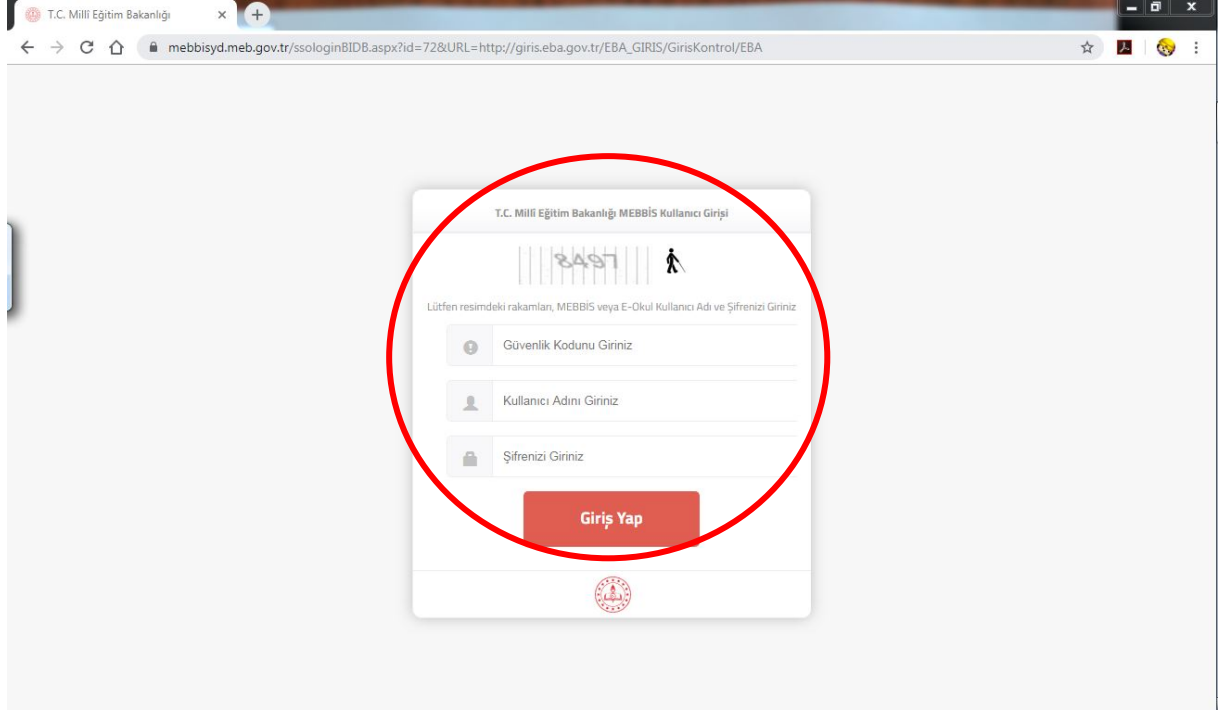 T.C. Millî Eğitim Bakanlığı
mebbisyd.meb.gov.tr/ssologinBIDB.aspx?id=72&URL=http://giris.eba.gov.tr/EBA_GIRIS/GirisKontrol/EBA
T.C. Millî Eğitim Bakanlığı MEBBİS Kullanıcı Girişi
8497
Lütfen resimdeki rakamları, MEBBİS veya E-Okul Kullanıcı Adı ve Şifrenizi Giriniz
Güvenlik Kodunu Giriniz
Kullanıcı Adını Giriniz
Şifrenizi Giriniz
Giriş Yap